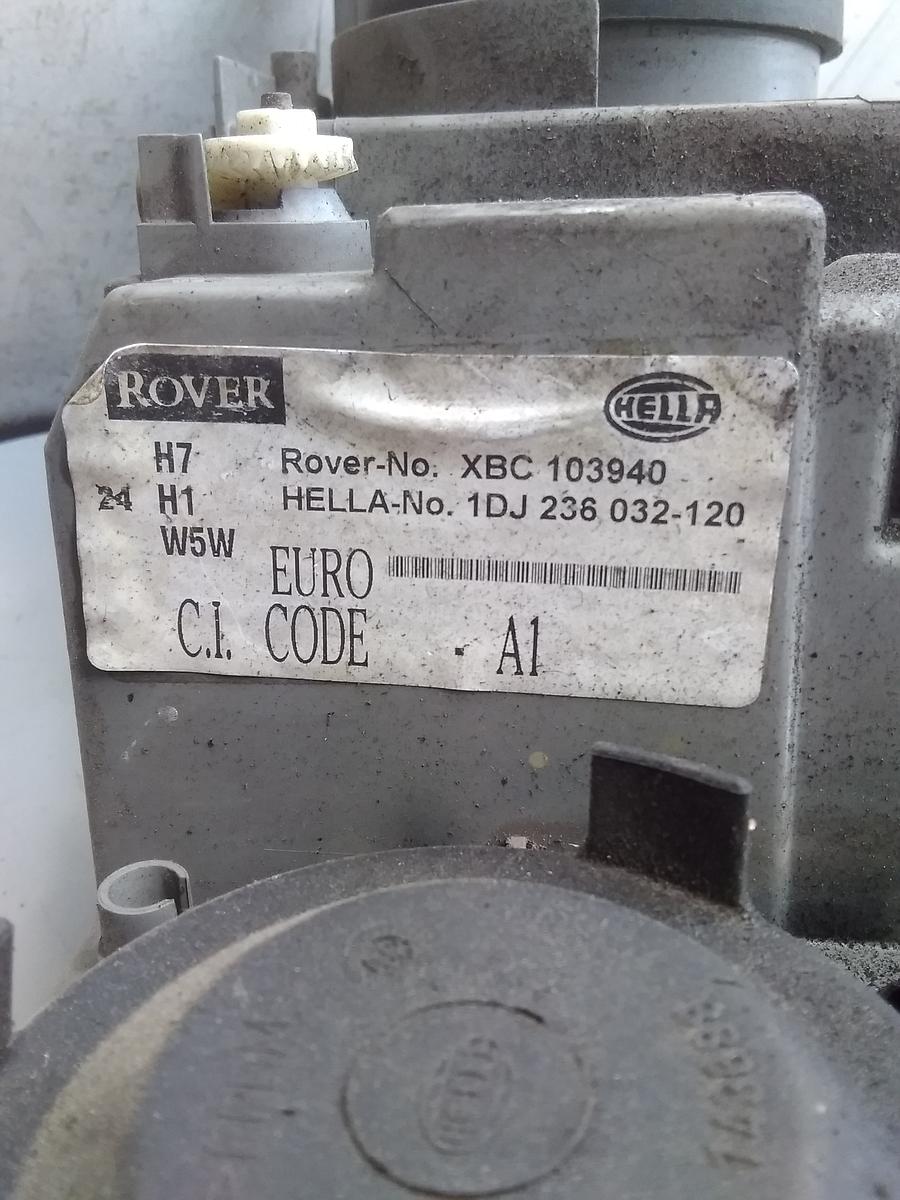 ROVER
HELLA
H7 Rover-No. XBC 103940
24 H1 HELLA-No. 1DJ 236 032-120
W5W
EURO
C.I. CODE . A1
HELLA